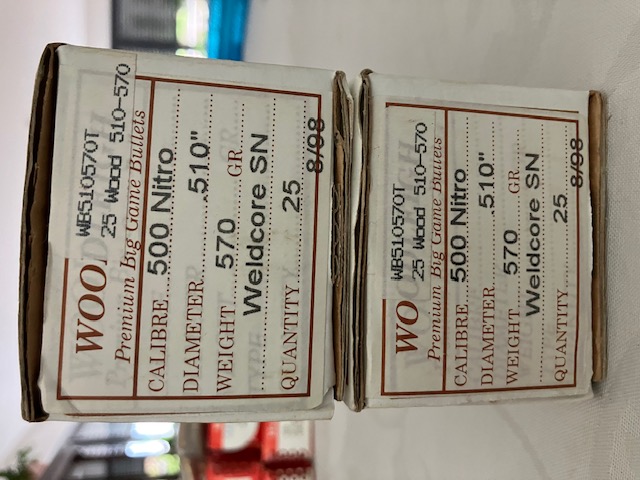 WB510570T
25 Wood 510-570
WOO
Premium Big Game Bullets
CALIBRE 500 Nitro
DIAMETER .510"
WEIGHT 570 GR.
Weldcore SN
QUANTITY 25
8/98
WB510570T
25 Wood 510-570
WO
Premium Big Game Bullets
CALIBRE 500 Nitro
DIAMETER .510"
WEIGHT 570 GR.
Weldcore SN
QUANTITY 25
8/98